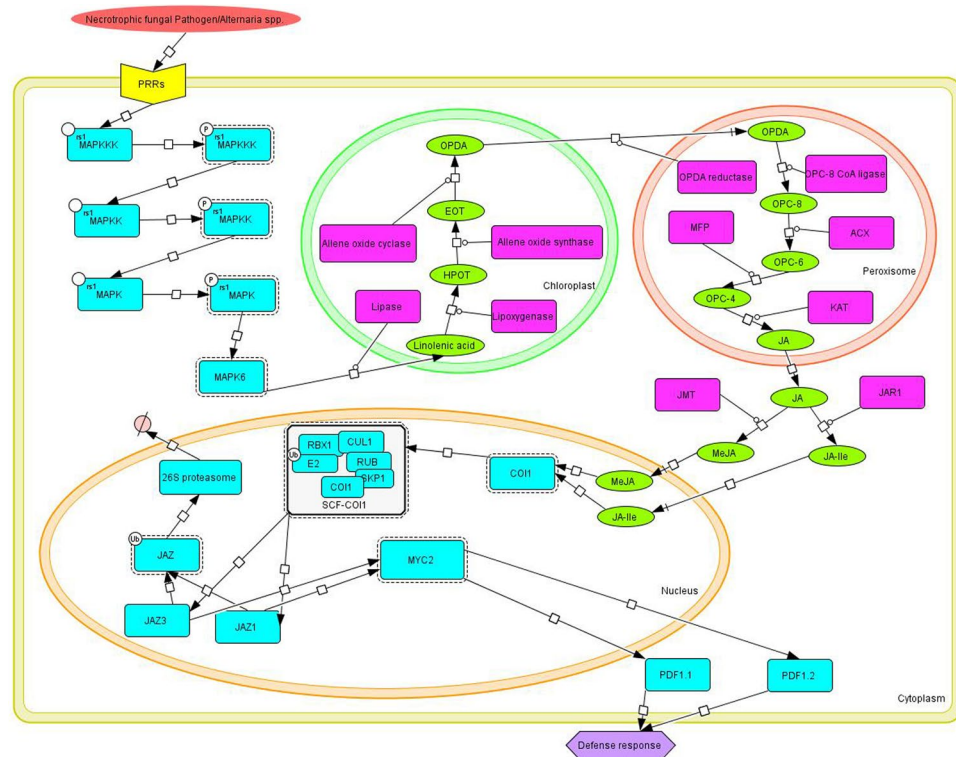 Necrotrophic fungal Pathogen/Alternaria spp.
PRRs
rs1
MAPKKK
P
rs1
MAPKKK
rs1
MAPKK
P
rs1
MAPKK
rs1
MAPK
P
rs1
MAPK
MAPK6
OPDA
EOT
Allene oxide cyclase
Allene oxide synthase
HPOT
Chloroplast
Lipase
Lipoxygenase
Linolenic acid
OPDA
OPDA reductase
OPC-8 CoA ligase
OPC-8
MFP
ACX
OPC-6
Peroxisome
OPC-4
KAT
JA
JMT
JA
JAR1
MeJA
JA-Ile
RBX1
CUL1
Ub
E2
RUB
SKP1
COI1
SCF-COI1
COI1
MeJA
JA-Ile
26S proteasome
Ub
JAZ
MYC2
Nucleus
JAZ3
JAZ1
PDF1.1
PDF1.2
Cytoplasm
Defense response